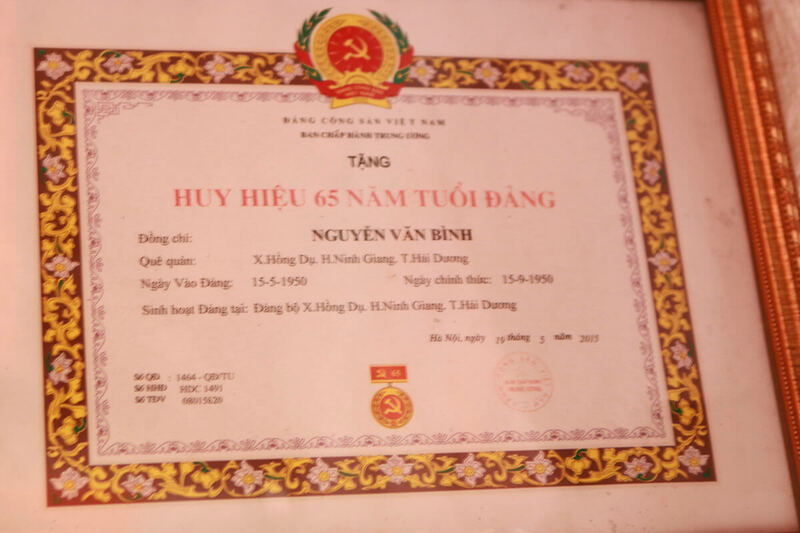 ĐẢNG CỘNG SẢN VIỆT NAM
BAN CHẤP HÀNH TRUNG ƯƠNG
TẶNG
HUY HIỆU 65 NĂM TUỔI ĐẢNG
Đồng chí: NGUYỄN VĂN BÌNH
Quê quán: X.Hồng Dụ, H.Ninh Giang, T.Hải Dương
Ngày Vào Đảng: 15-5-1950 Ngày chính thức: 15-9-1950
Sinh hoạt Đảng tại: Đảng bộ X.Hồng Dụ, H.Ninh Giang, T.Hải Dương
Hà Nội, ngày 19 tháng 5 năm 2015
Số QĐ : 1464 - QĐ/TU
Số HHĐ HDC 1491
Số TĐV 08015820
65